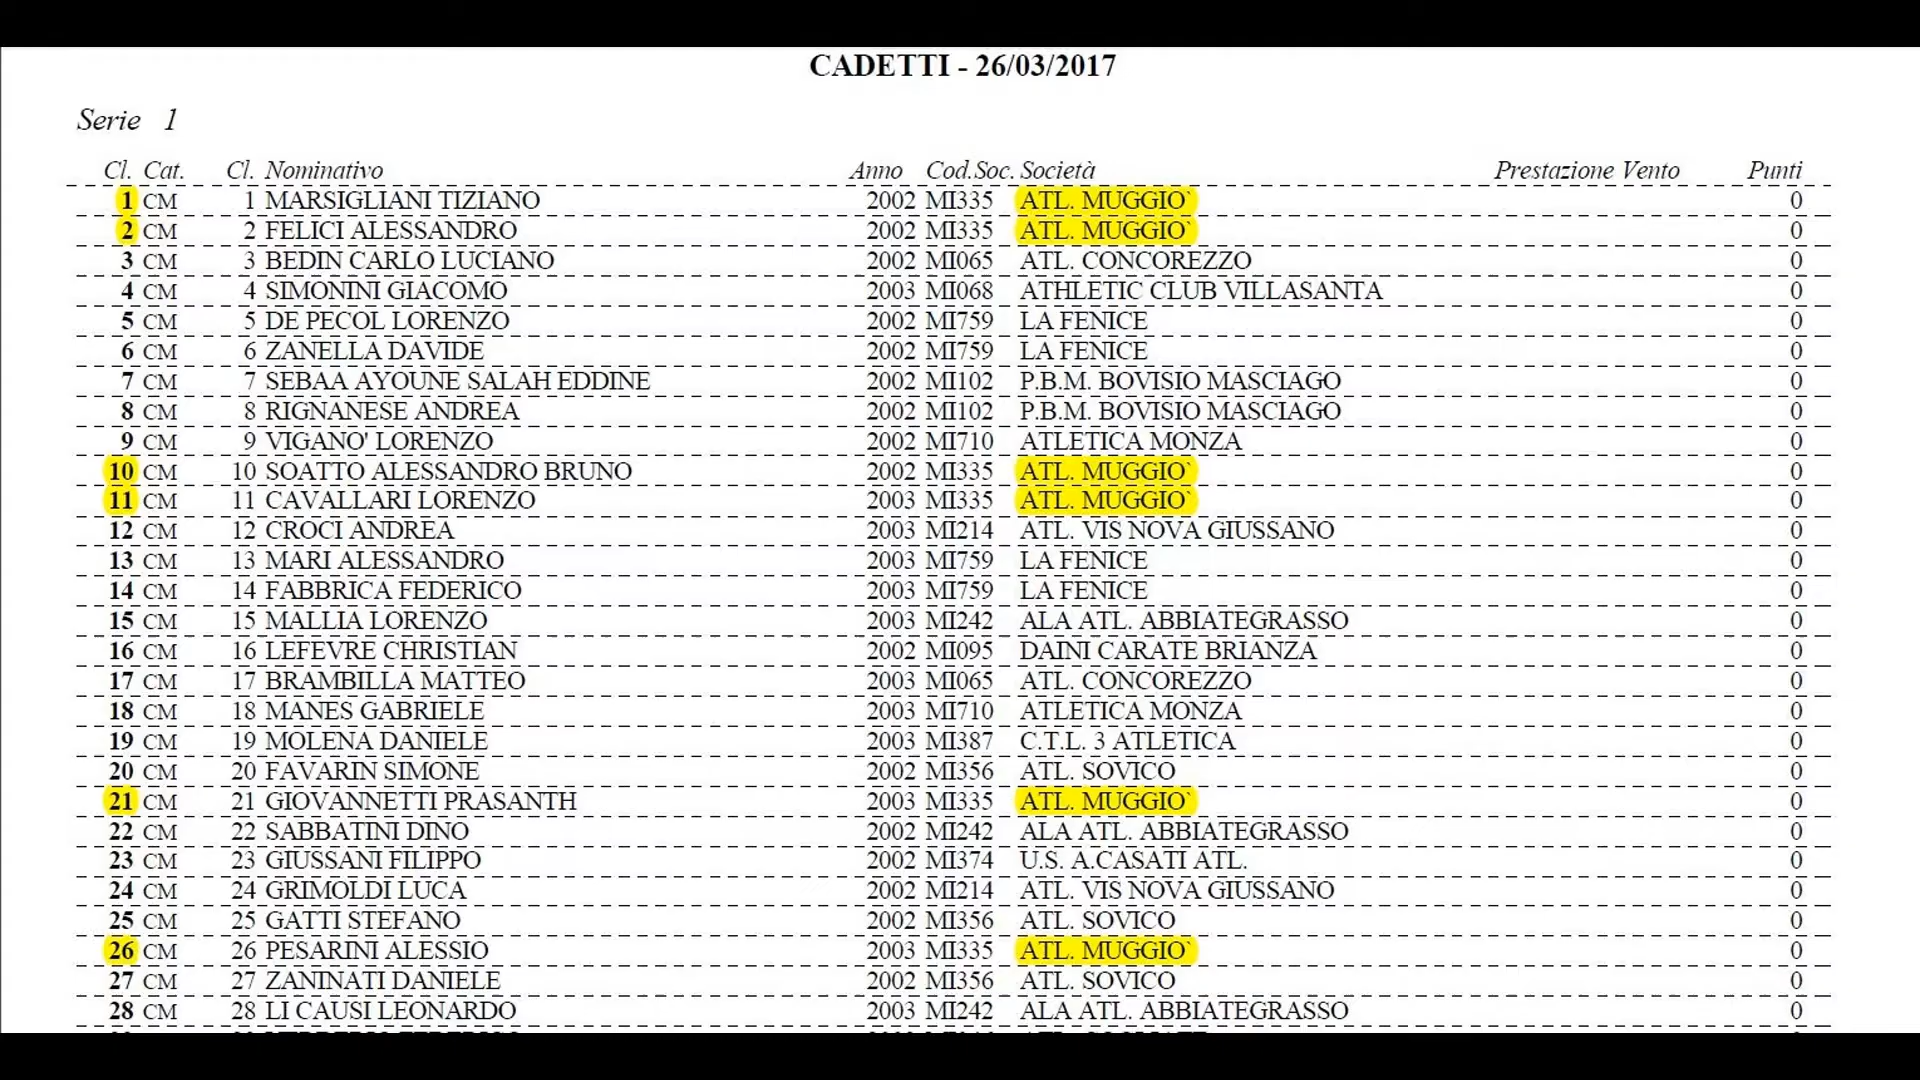 CADETTI - 26/03/2017
Serie 1
Cl. Cat. Cl. Nominativo Anno Cod.Soc. Società Prestazione Vento Punti
1 CM 1 MARSIGLIANI TIZIANO 2002 MI335 ATL. MUGGIO` 0
2 CM 2 FELICI ALESSANDRO 2002 MI335 ATL. MUGGIO` 0
3 CM 3 BEDIN CARLO LUCIANO 2002 MI065 ATL. CONCOREZZO 0
4 CM 4 SIMONINI GIACOMO 2003 MI068 ATHLETIC CLUB VILLASANTA 0
5 CM 5 DE PECOL LORENZO 2002 MI759 LA FENICE 0
6 CM 6 ZANELLA DAVIDE 2002 MI759 LA FENICE 0
7 CM 7 SEBAA AYOUNE SALAH EDDINE 2002 MI102 P.B.M. BOVISIO MASCIAGO 0
8 CM 8 RIGNANESE ANDREA 2002 MI102 P.B.M. BOVISIO MASCIAGO 0
9 CM 9 VIGANO' LORENZO 2002 MI710 ATLETICA MONZA 0
10 CM 10 SOATTO ALESSANDRO BRUNO 2002 MI335 ATL. MUGGIO` 0
11 CM 11 CAVALLARI LORENZO 2003 MI335 ATL. MUGGIO` 0
12 CM 12 CROCI ANDREA 2003 MI214 ATL. VIS NOVA GIUSSANO 0
13 CM 13 MARI ALESSANDRO 2003 MI759 LA FENICE 0
14 CM 14 FABBRICA FEDERICO 2003 MI759 LA FENICE 0
15 CM 15 MALLIA LORENZO 2003 MI242 ALA ATL. ABBIATEGRASSO 0
16 CM 16 LEFEVRE CHRISTIAN 2002 MI095 DAINI CARATE BRIANZA 0
17 CM 17 BRAMBILLA MATTEO 2003 MI065 ATL. CONCOREZZO 0
18 CM 18 MANES GABRIELE 2003 MI710 ATLETICA MONZA 0
19 CM 19 MOLENA DANIELE 2003 MI387 C.T.L. 3 ATLETICA 0
20 CM 20 FAVARIN SIMONE 2002 MI356 ATL. SOVICO 0
21 CM 21 GIOVANNETTI PRASANTH 2003 MI335 ATL. MUGGIO` 0
22 CM 22 SABBATINI DINO 2002 MI242 ALA ATL. ABBIATEGRASSO 0
23 CM 23 GIUSSANI FILIPPO 2002 MI374 U.S. A.CASATI ATL. 0
24 CM 24 GRIMOLDI LUCA 2002 MI214 ATL. VIS NOVA GIUSSANO 0
25 CM 25 GATTI STEFANO 2002 MI356 ATL. SOVICO 0
26 CM 26 PESARINI ALESSIO 2003 MI335 ATL. MUGGIO` 0
27 CM 27 ZANINATI DANIELE 2002 MI356 ATL. SOVICO 0
28 CM 28 LI CAUSI LEONARDO 2003 MI242 ALA ATL. ABBIATEGRASSO 0